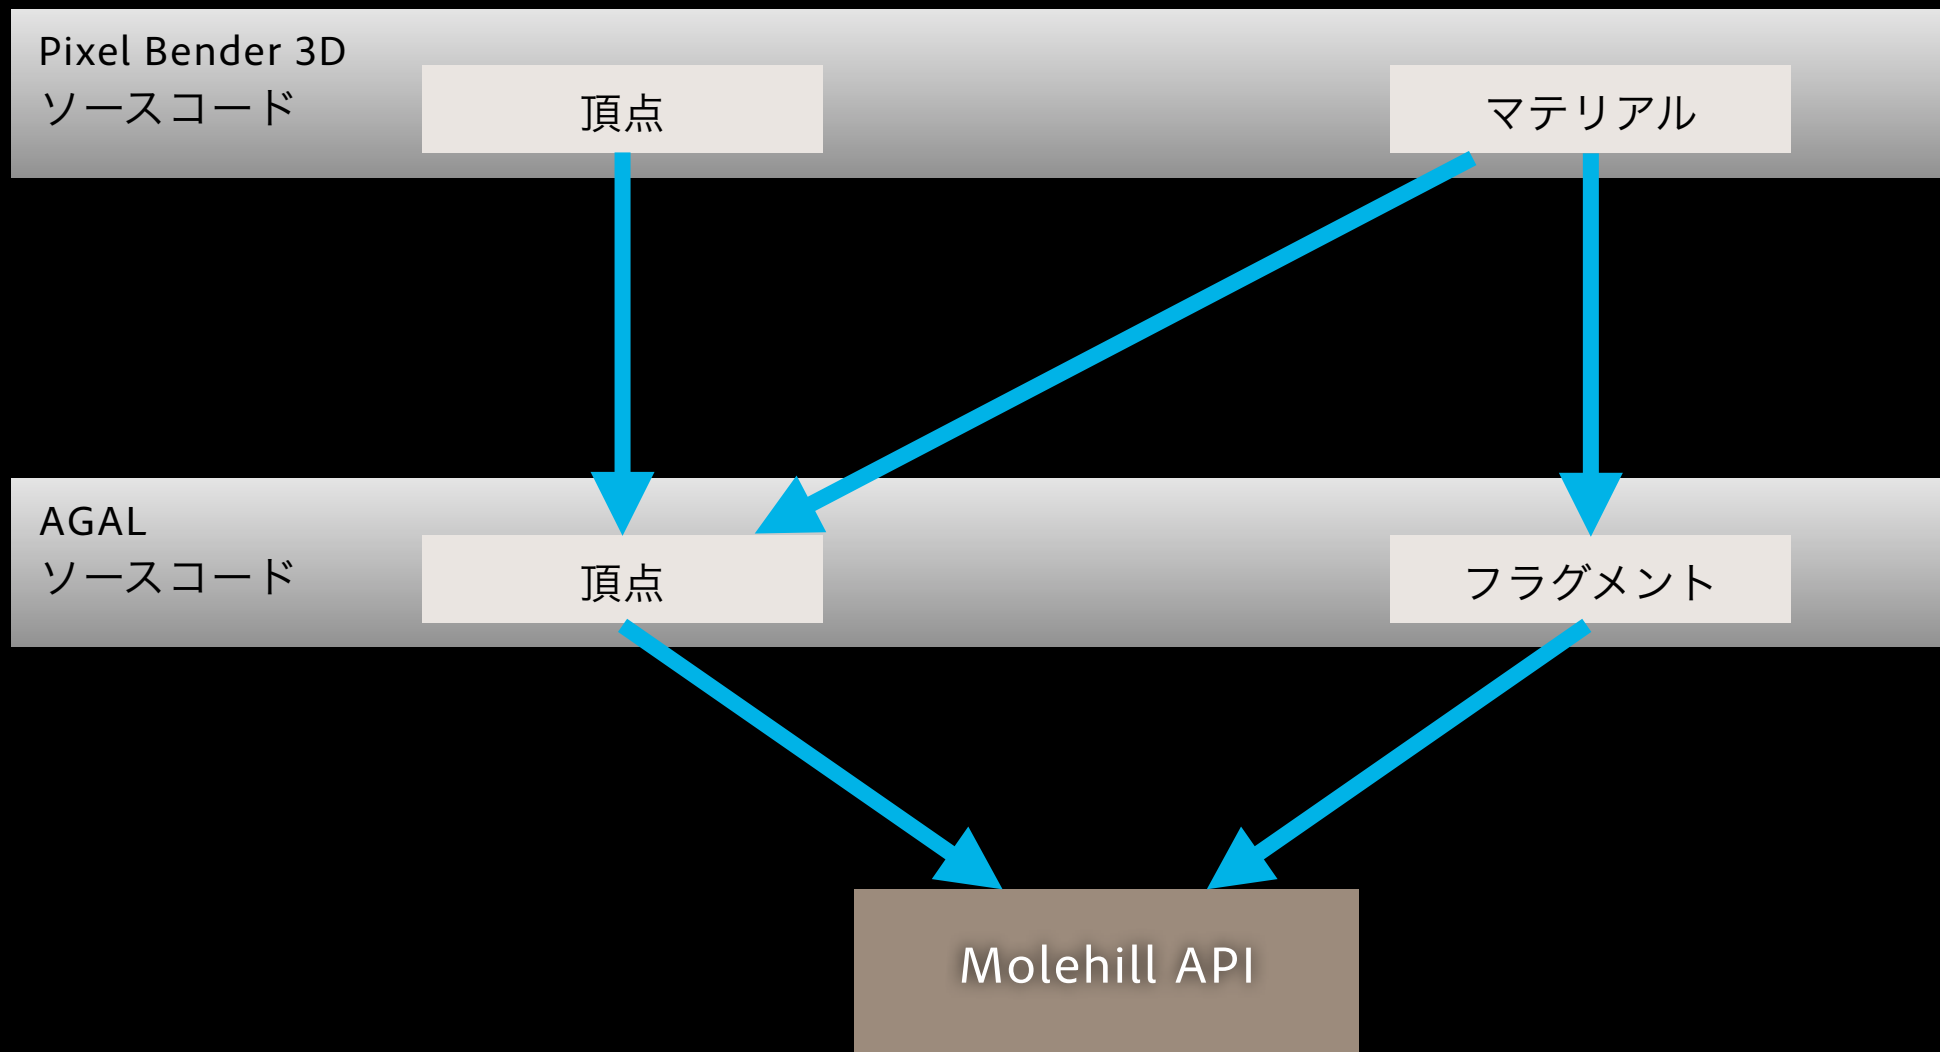 Pixel Bender 3D
ソースコード
頂点
マテリアル
AGAL
ソースコード
頂点
フラグメント
Molehill API